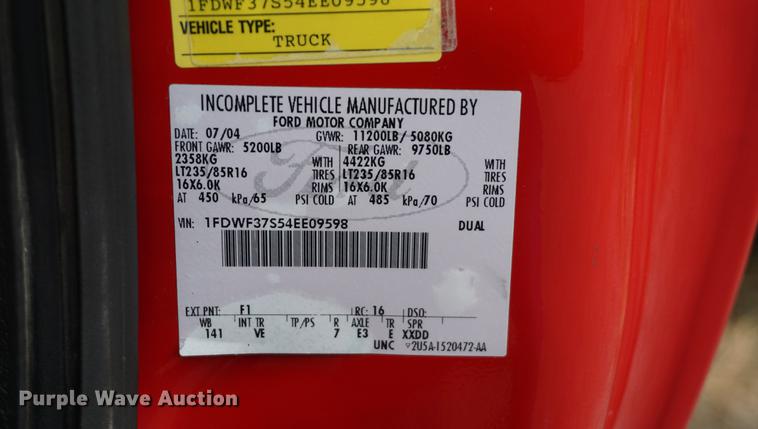 1FDWF37S54EE09598
VEHICLE TYPE:
TRUCK
INCOMPLETE VEHICLE MANUFACTURED BY
FORD MOTOR COMPANY
DATE: 07/04 GVWR: 11200LB/ 5080KG
FRONT GAWR: 5200LB REAR GAWR: 9750LB
2358KG WITH 4422KG WITH
LT235/85R16 TIRES LT235/85R16 TIRES
16X6.0K RIMS 16X6.0K RIMS
AT 450 kPa/65 PSI COLD AT 485 kPa/70 PSI COLD
VIN: 1FDWF37S54EE09598 DUAL
Ford
EXT PNT: F1 RC: 16 DSO:
WB INT TR TP/PS R AXLE TR SPR
141 VE 7 E3 E XXDD
UNC 2U5A-1520472-AA
Purple Wave Auction